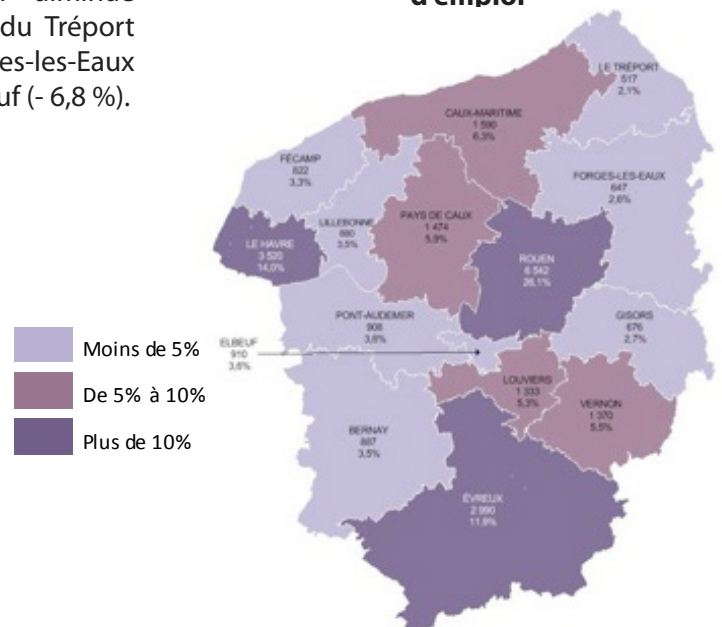 diminue
du Tréport
es-les-Eaux
uf (- 6,8 %).
d'emploi
LE TRÉPORT
517
2,1%
CAUX-MARITIME
1 590
6,3%
FÉCAMP
822
3,3%
FORGES-LES-EAUX
647
2,6%
LILLEBONNE
880
3,5%
PAYS DE CAUX
1 474
5,9%
LE HAVRE
3 520
14,0%
ROUEN
6 542
26,1%
PONT-AUDEMER
908
3,6%
GISORS
676
2,7%
ELBEUF
910
3,6%
LOUVIERS
1 333
5,3%
VERNON
1 370
5,5%
BERNAY
887
3,5%
ÉVREUX
2 990
11,9%
Moins de 5%
De 5% à 10%
Plus de 10%